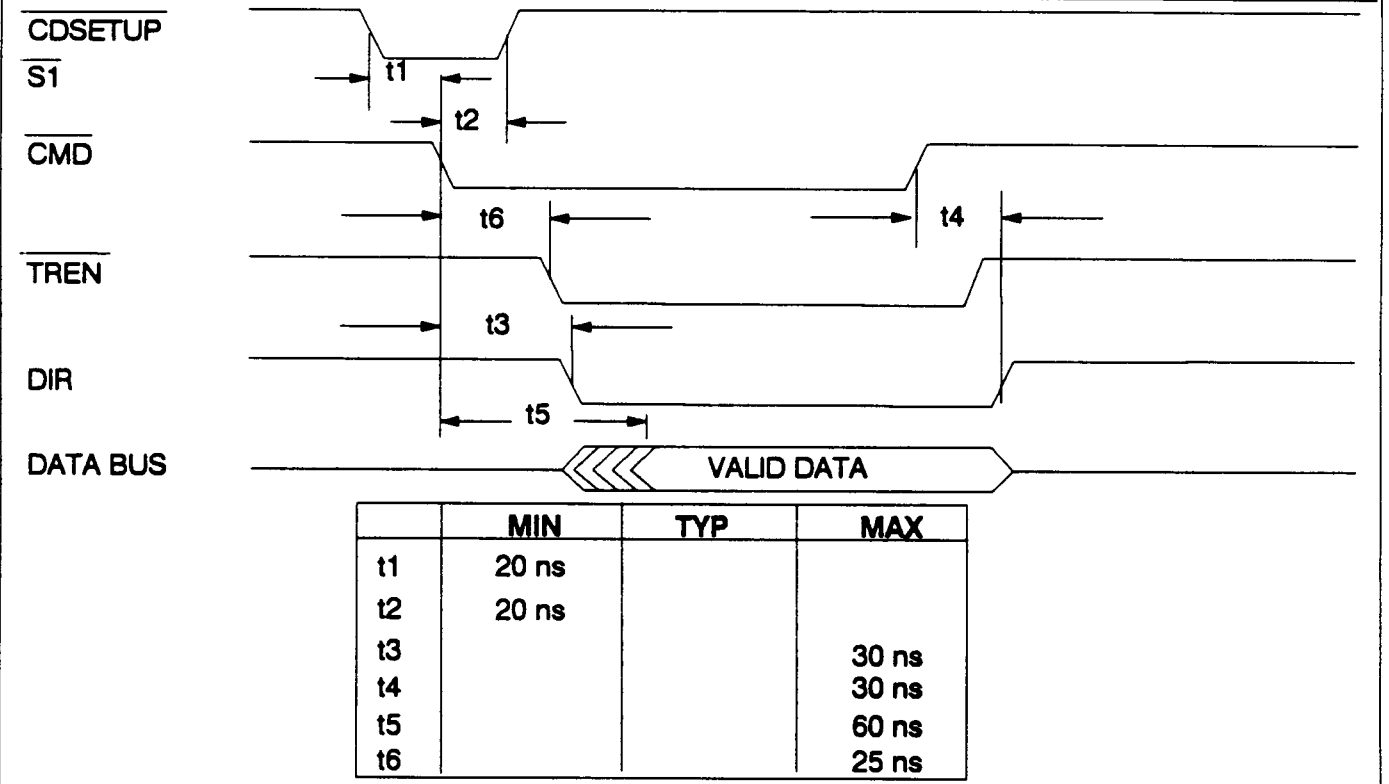 CDSETUP
S1
t1
t2
CMD
t6
t4
TREN
t3
DIR
t5
DATA BUS
VALID DATA
MIN TYP MAX
t1 20 ns
t2 20 ns
t3 30 ns
t4 30 ns
t5 60 ns
t6 25 ns